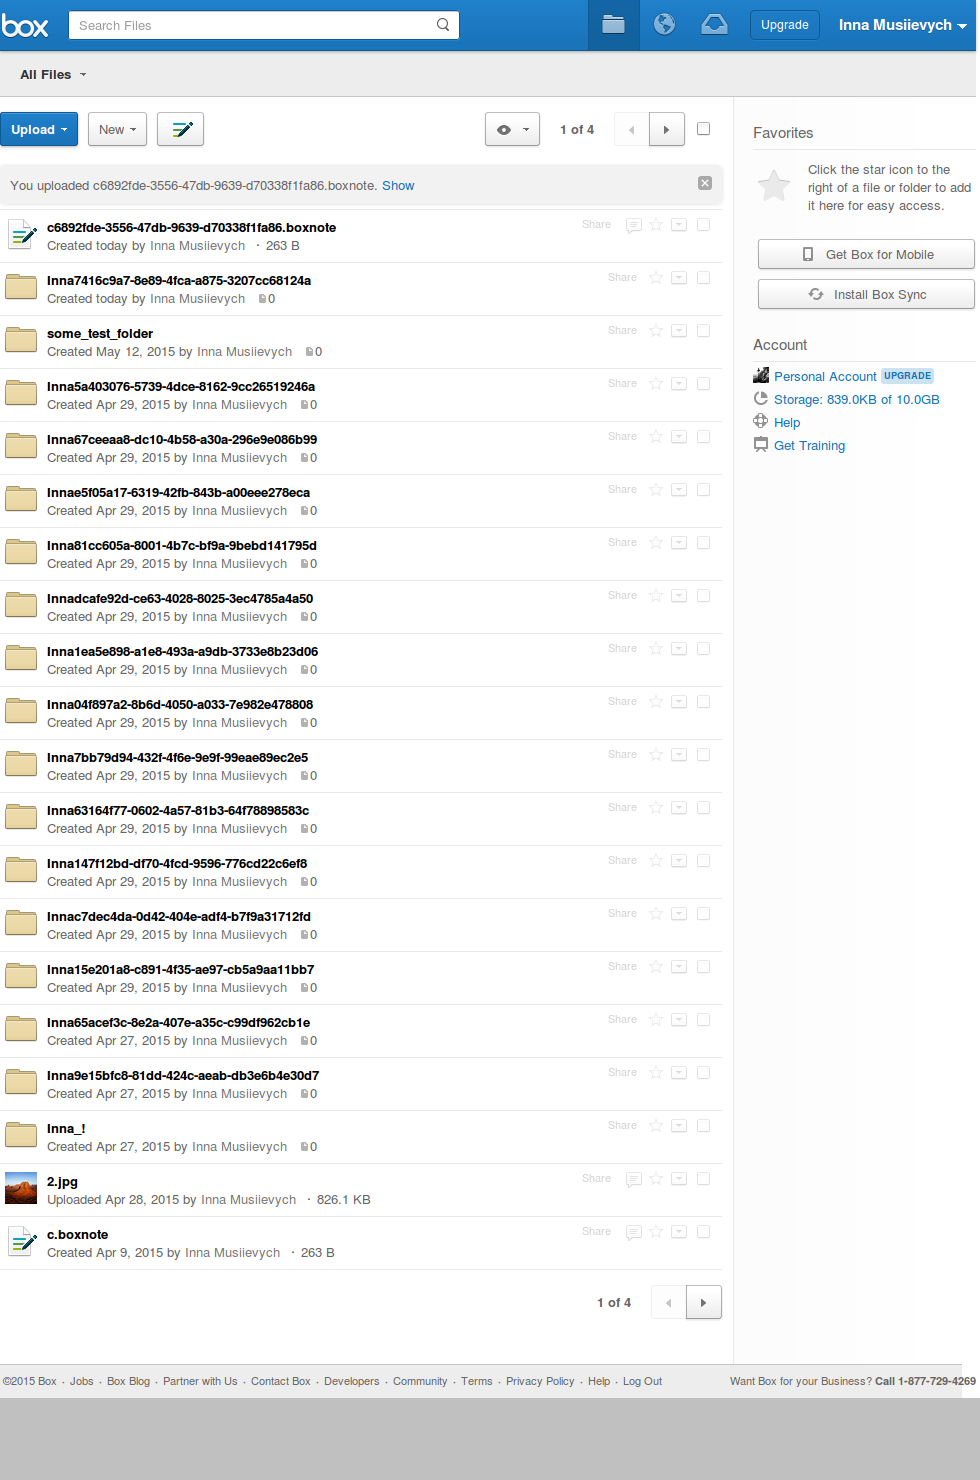 box
Search Files
Upgrade
Inna Musiievych
All Files
Upload
New
1 of 4
You uploaded c6892fde-3556-47db-9639-d70338f1fa86.boxnote. Show
c6892fde-3556-47db-9639-d70338f1fa86.boxnote
Share
Created today by Inna Musiievych · 263 B
Inna7416c9a7-8e89-4fca-a875-3207cc68124a
Share
Created today by Inna Musiievych 0
some_test_folder
Share
Created May 12, 2015 by Inna Musiievych 0
Inna5a403076-5739-4dce-8162-9cc26519246a
Share
Created Apr 29, 2015 by Inna Musiievych 0
Inna67ceeaa8-dc10-4b58-a30a-296e9e086b99
Share
Created Apr 29, 2015 by Inna Musiievych 0
Innae5f05a17-6319-42fb-843b-a00eee278eca
Share
Created Apr 29, 2015 by Inna Musiievych 0
Inna81cc605a-8001-4b7c-bf9a-9bebd141795d
Share
Created Apr 29, 2015 by Inna Musiievych 0
Innadcafe92d-ce63-4028-8025-3ec4785a4a50
Share
Created Apr 29, 2015 by Inna Musiievych 0
Inna1ea5e898-a1e8-493a-a9db-3733e8b23d06
Share
Created Apr 29, 2015 by Inna Musiievych 0
Inna04f897a2-8b6d-4050-a033-7e982e478808
Share
Created Apr 29, 2015 by Inna Musiievych 0
Inna7bb79d94-432f-4f6e-9e9f-99eae89ec2e5
Share
Created Apr 29, 2015 by Inna Musiievych 0
Inna63164f77-0602-4a57-81b3-64f78898583c
Share
Created Apr 29, 2015 by Inna Musiievych 0
Inna147f12bd-df70-4fcd-9596-776cd22c6ef8
Share
Created Apr 29, 2015 by Inna Musiievych 0
Innac7dec4da-0d42-404e-adf4-b7f9a31712fd
Share
Created Apr 29, 2015 by Inna Musiievych 0
Inna15e201a8-c891-4f35-ae97-cb5a9aa11bb7
Share
Created Apr 29, 2015 by Inna Musiievych 0
Inna65acef3c-8e2a-407e-a35c-c99df962cb1e
Share
Created Apr 27, 2015 by Inna Musiievych 0
Inna9e15bfc8-81dd-424c-aeab-db3e6b4e30d7
Share
Created Apr 27, 2015 by Inna Musiievych 0
Inna_!
Share
Created Apr 27, 2015 by Inna Musiievych 0
2.jpg
Share
Uploaded Apr 28, 2015 by Inna Musiievych · 826.1 KB
c.boxnote
Share
Created Apr 9, 2015 by Inna Musiievych · 263 B
1 of 4
Favorites
Click the star icon to the
right of a file or folder to add
it here for easy access.
Get Box for Mobile
Install Box Sync
Account
Personal Account UPGRADE
Storage: 839.0KB of 10.0GB
Help
Get Training
©2015 Box · Jobs · Box Blog · Partner with Us · Contact Box · Developers · Community · Terms · Privacy Policy · Help · Log Out
Want Box for your Business? Call 1-877-729-4269